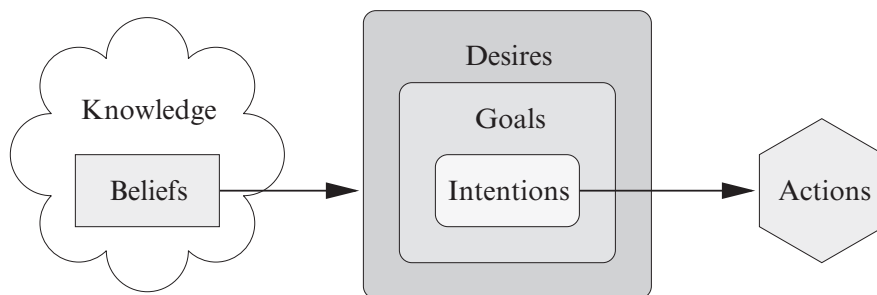 Knowledge
Beliefs
Desires
Goals
Intentions
Actions